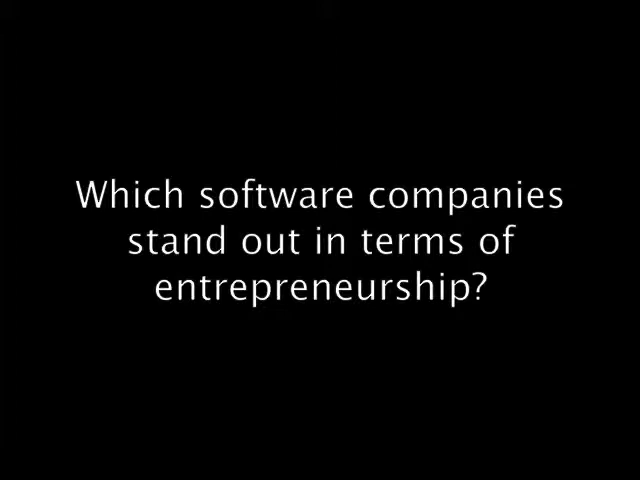 Which software companies
stand out in terms of
entrepreneurship?